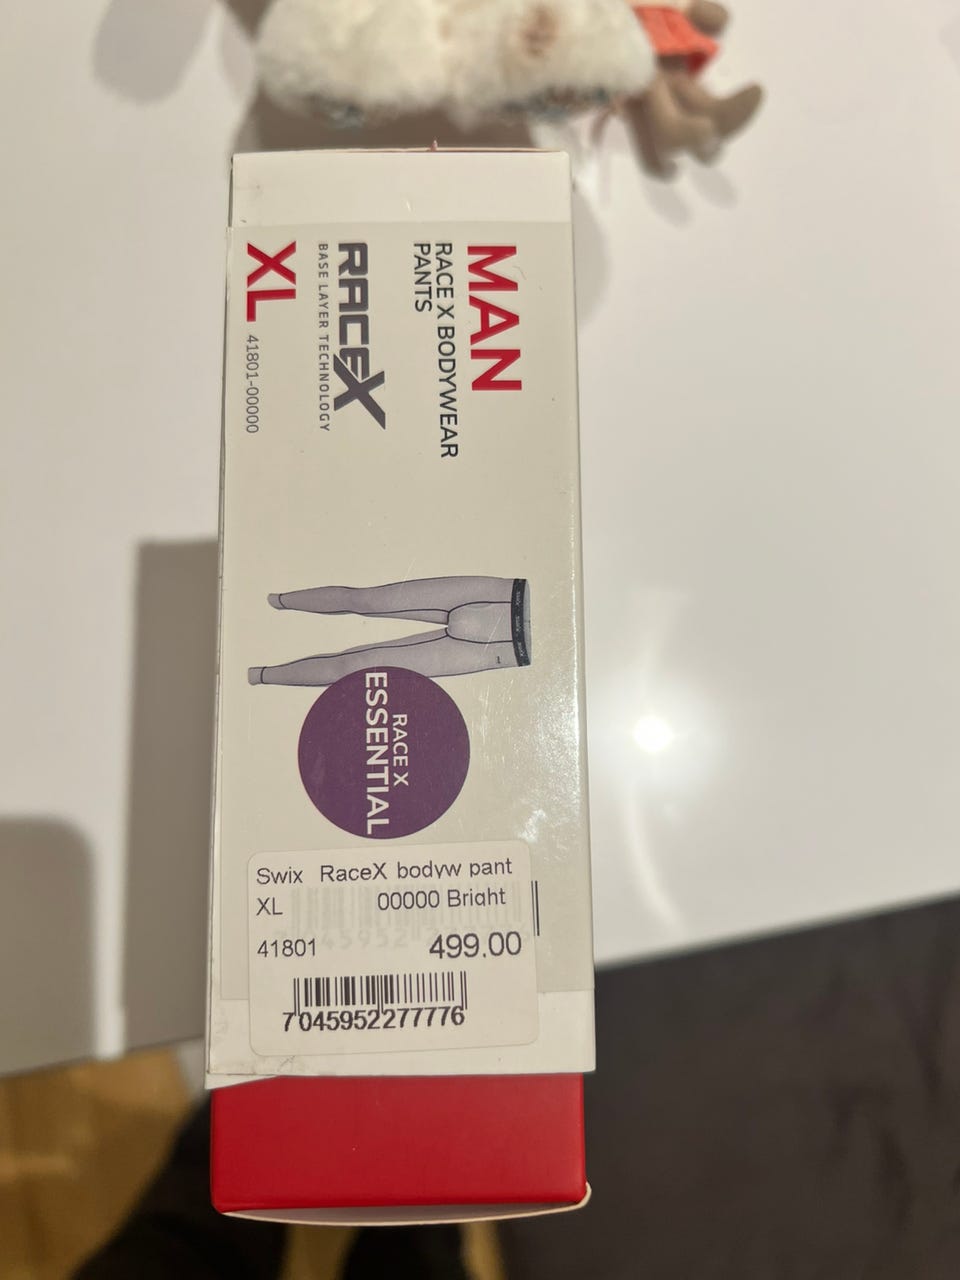 MAN
RACE X BODYWEAR
PANTS
RACEX
BASE LAYER TECHNOLOGY
XL 41801-00000
RACE X
ESSENTIAL
Swix RaceX bodyw pant
XL 00000 Bright
41801 499.00
7045952277776